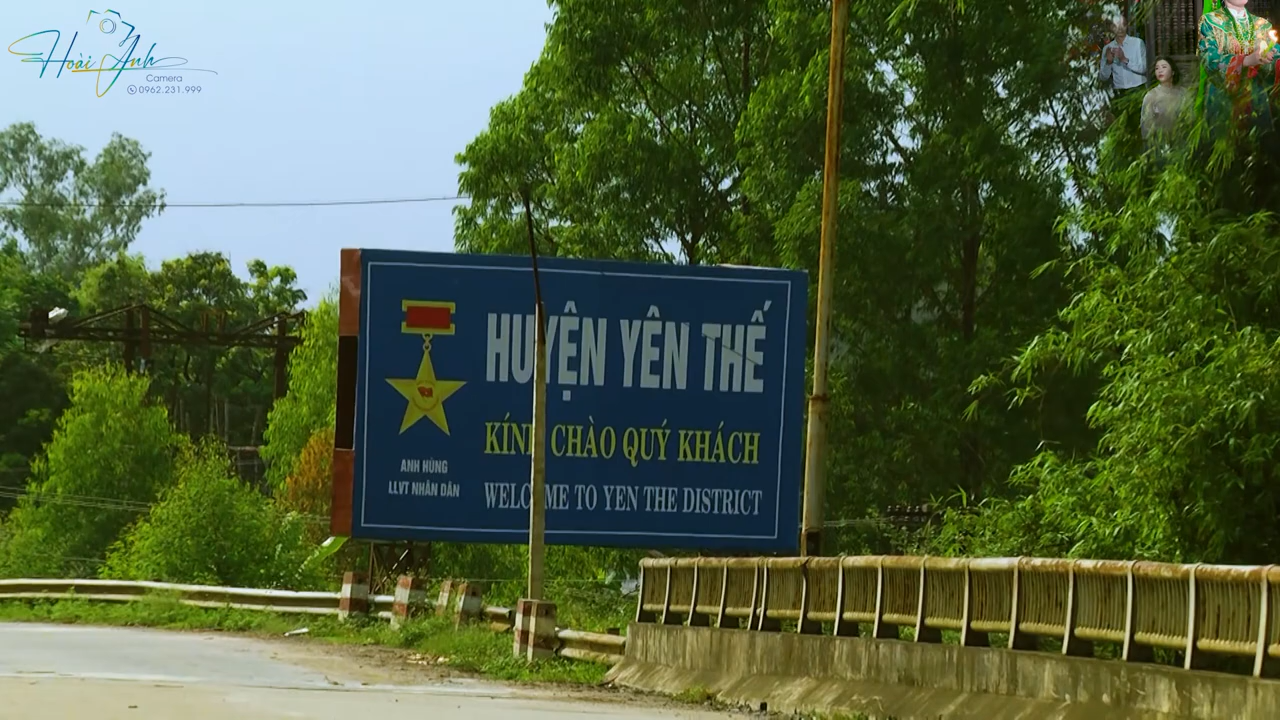 Hoài Anh
Camera
0962.231.999
HUYỆN YÊN THẾ
KÍNH CHÀO QUÝ KHÁCH
WELCOME TO YEN THE DISTRICT
ANH HÙNG
LLVT NHÂN DÂN